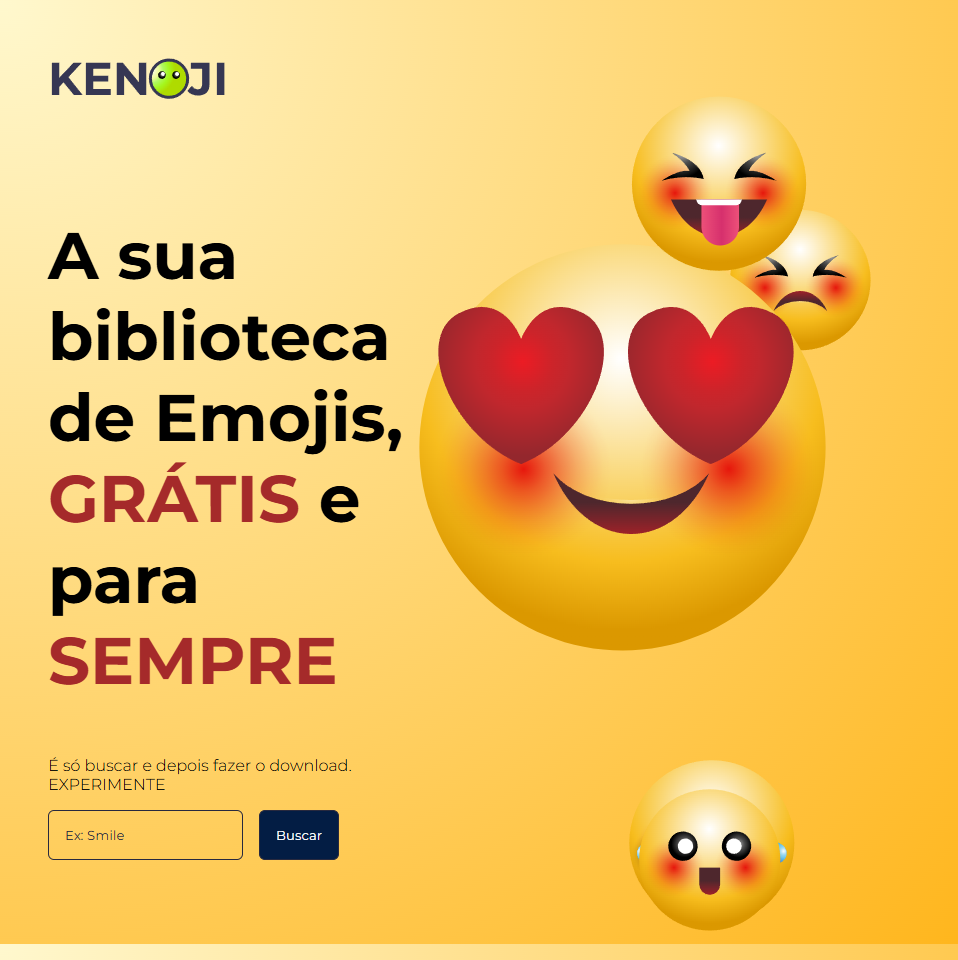 KENOJI
A sua
biblioteca
de Emojis,
GRÁTIS e
para
SEMPRE
É só buscar e depois fazer o download.
EXPERIMENTE
Ex: Smile
Buscar